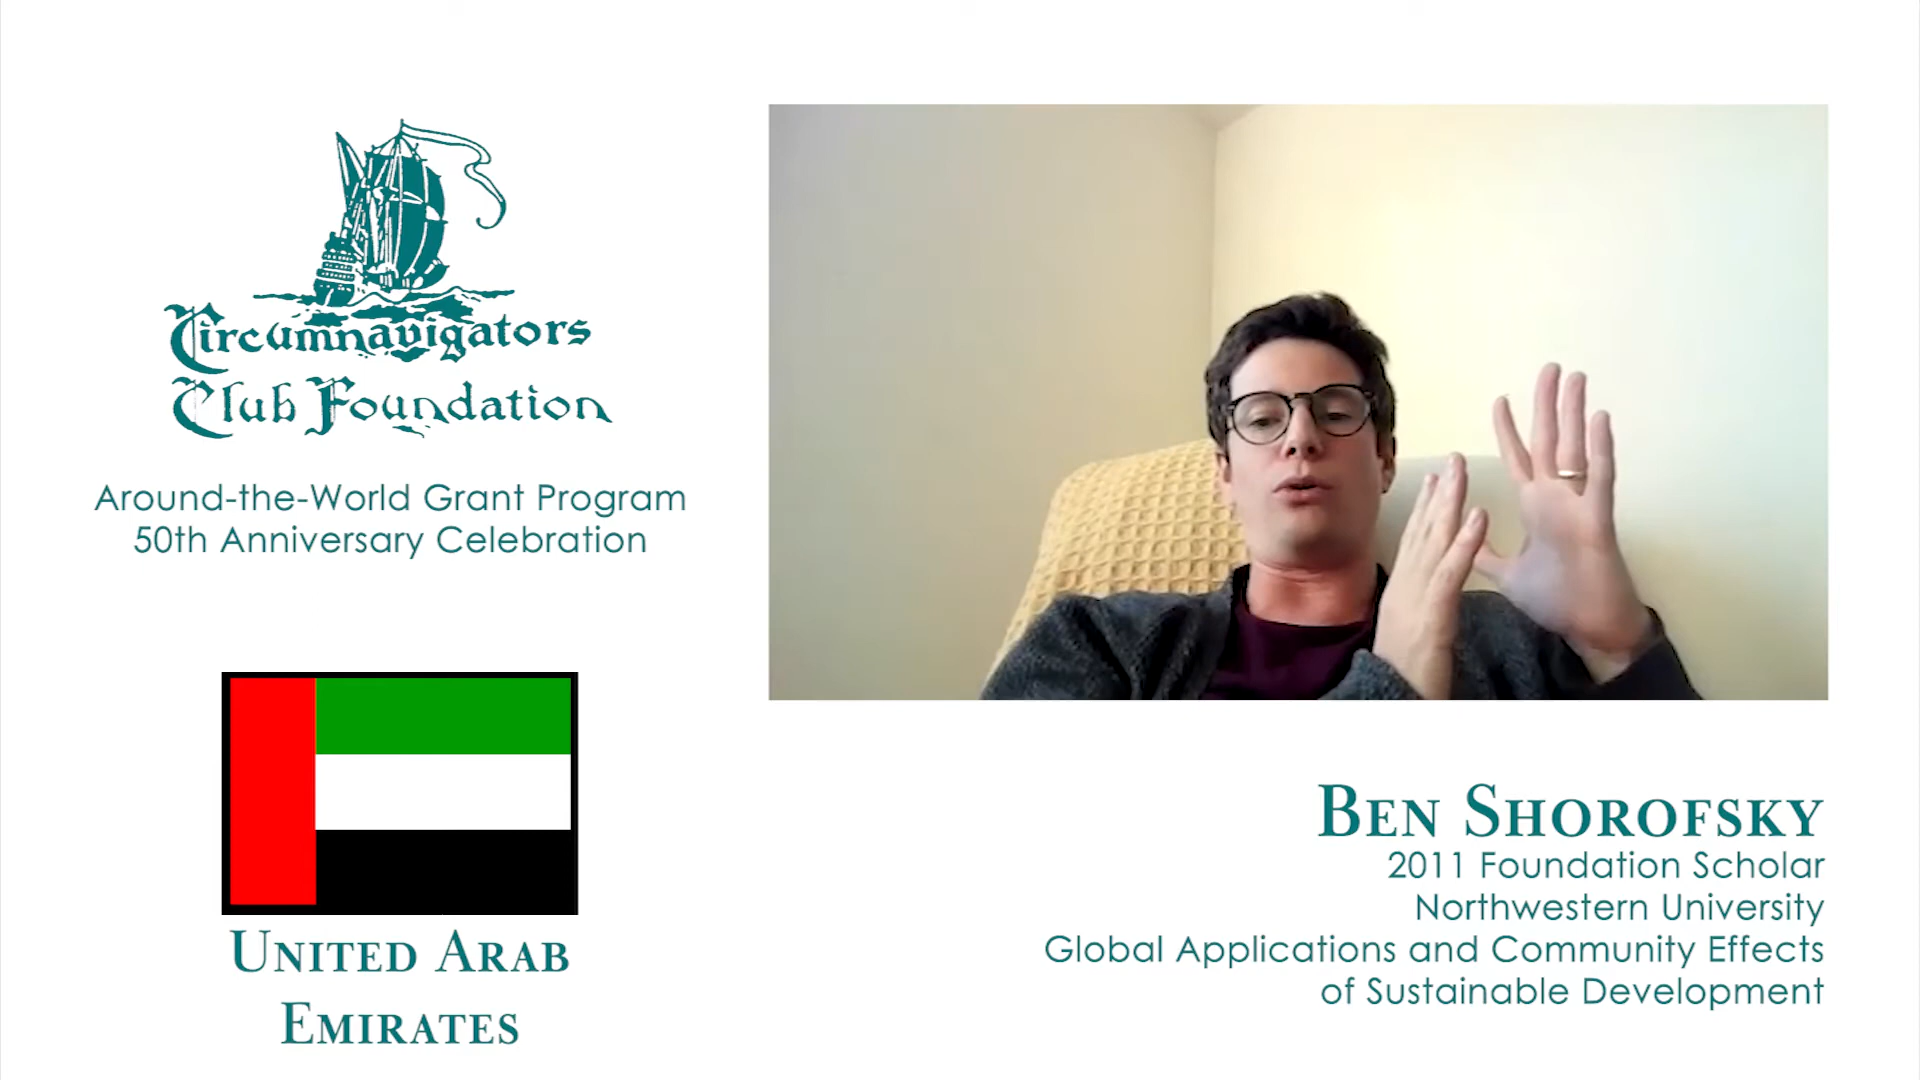 Circumnavigators
Club Foundation
Around-the-World Grant Program
50th Anniversary Celebration
United Arab
Emirates
Ben Shorofsky
2011 Foundation Scholar
Northwestern University
Global Applications and Community Effects
of Sustainable Development